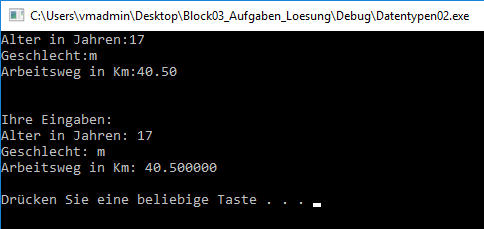 C:\Users\vmadmin\Desktop\Block03_Aufgaben_Loesung\Debug\Datentypen02.exe
Alter in Jahren:17
Geschlecht:m
Arbeitsweg in Km:40.50
Ihre Eingaben:
Alter in Jahren: 17
Geschlecht: m
Arbeitsweg in Km: 40.500000
Drücken Sie eine beliebige Taste . . .